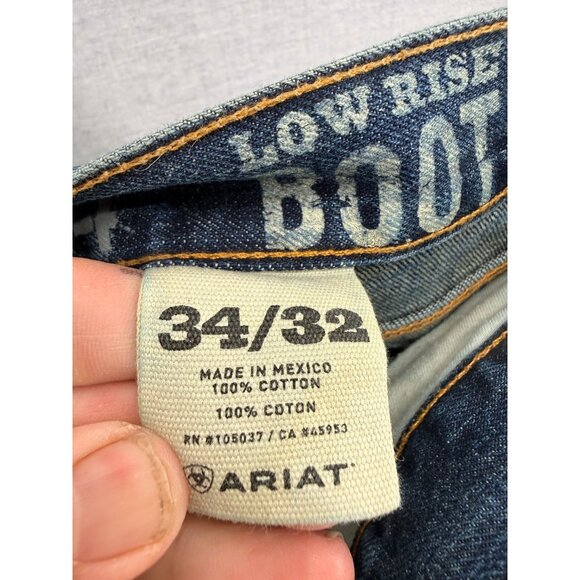 LOW RISE
BOOT
34/32
MADE IN MEXICO
100% COTTON
100% COTON
RN #105037 / CA #45953
ARIAT